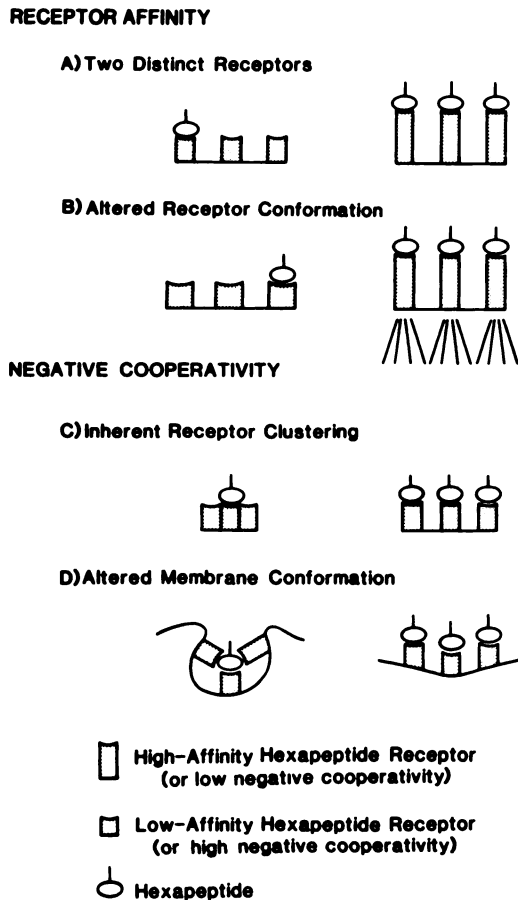 RECEPTOR AFFINITY
A) Two Distinct Receptors
B) Altered Receptor Conformation
NEGATIVE COOPERATIVITY
C) Inherent Receptor Clustering
D) Altered Membrane Conformation
High-Affinity Hexapeptide Receptor
(or low negative cooperativity)
Low-Affinity Hexapeptide Receptor
(or high negative cooperativity)
Hexapeptide